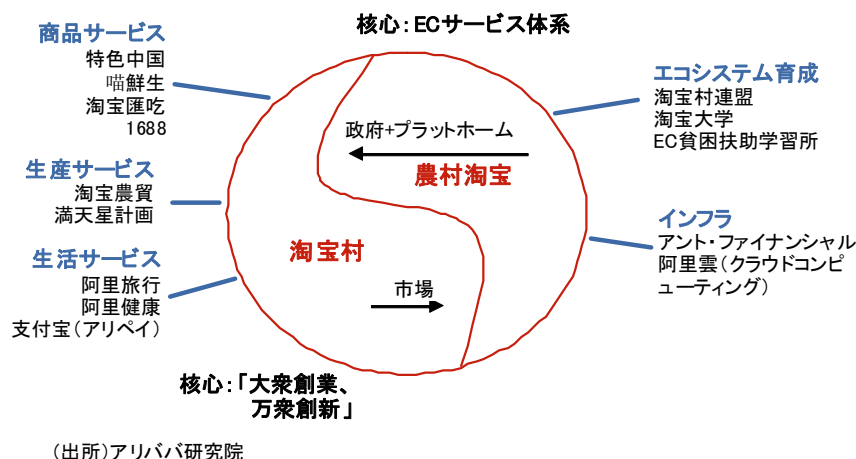 核心：ECサービス体系
商品サービス
特色中国
喵鮮生
淘宝匯吃
1688
生産サービス
淘宝農貿
満天星計画
生活サービス
阿里旅行
阿里健康
支付宝（アリペイ）
政府+プラットホーム
農村淘宝
淘宝村
市場
エコシステム育成
淘宝村連盟
淘宝大学
EC貧困扶助学習所
インフラ
アント・ファイナンシャル
阿里雲（クラウドコンピ
ューティング）
核心：「大衆創業、
万衆創新」
（出所）アリババ研究院